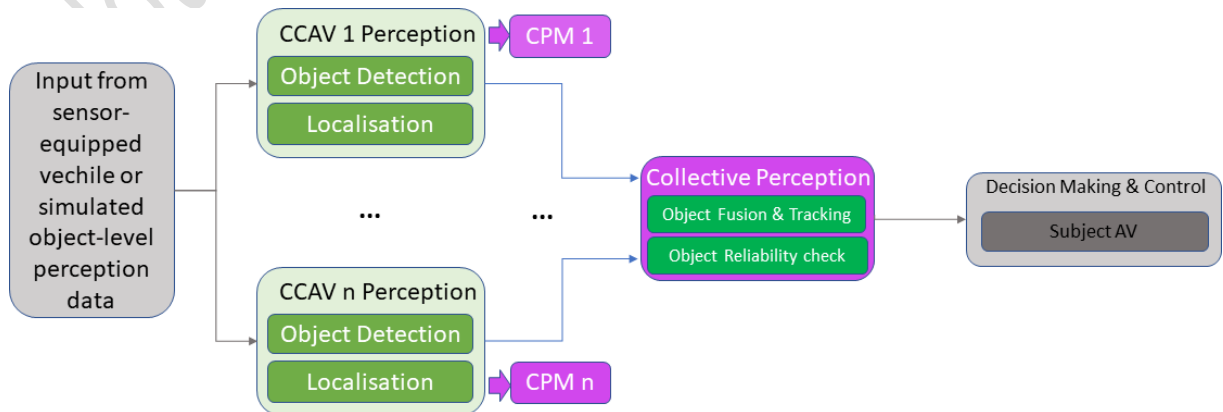 Input from
sensor-
equipped
vechile or
simulated
object-level
perception
data
CCAV 1 Perception
Object Detection
Localisation
CPM 1
...
...
CCAV n Perception
Object Detection
Localisation
CPM n
Collective Perception
Object Fusion & Tracking
Object Reliability check
Decision Making & Control
Subject AV